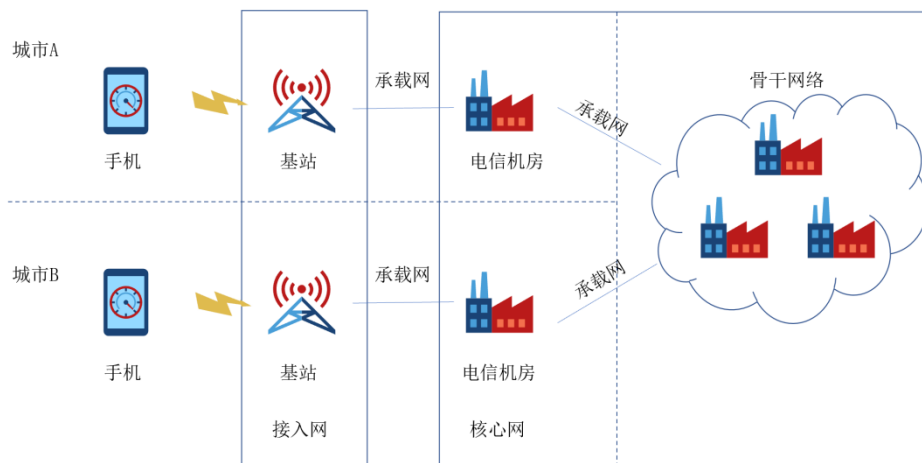 城市A
手机
基站
承载网
电信机房
承载网
骨干网络
城市B
手机
基站
承载网
电信机房
承载网
接入网
核心网